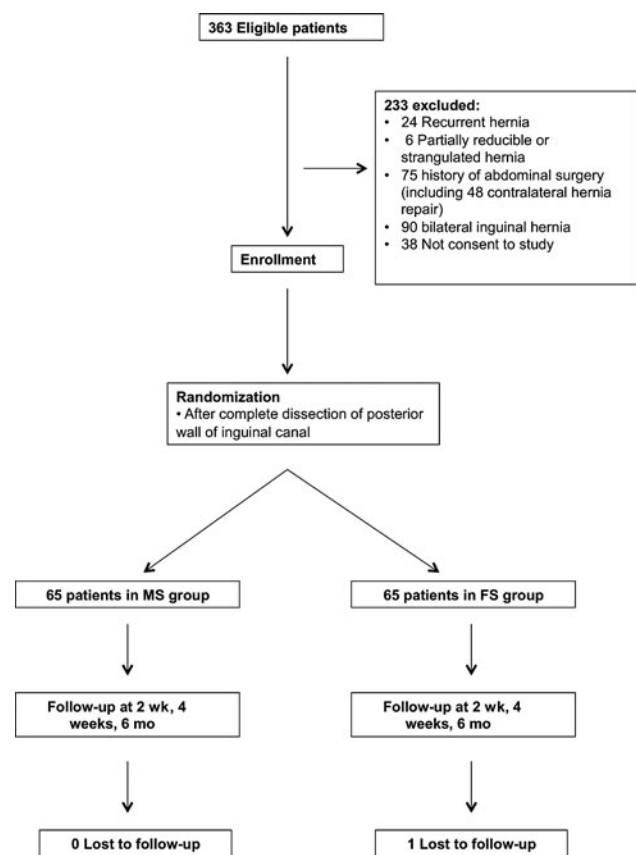 363 Eligible patients
233 excluded:
• 24 Recurrent hernia
• 6 Partially reducible or
strangulated hernia
• 75 history of abdominal surgery
(including 48 contralateral hernia
repair)
• 90 bilateral inguinal hernia
• 38 Not consent to study
Enrollment
Randomization
• After complete dissection of posterior
wall of inguinal canal
65 patients in MS group
65 patients in FS group
Follow-up at 2 wk, 4
weeks, 6 mo
Follow-up at 2 wk, 4
weeks, 6 mo
0 Lost to follow-up
1 Lost to follow-up